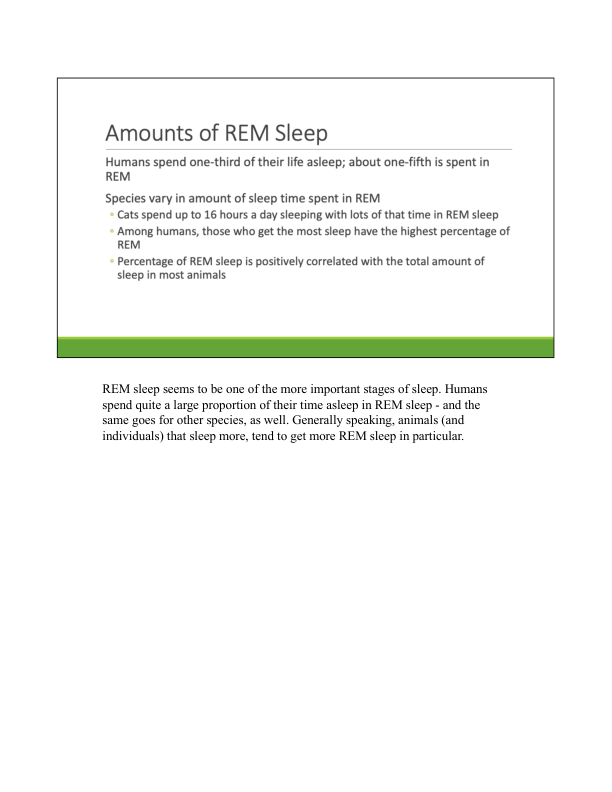 Amounts of REM Sleep
Humans spend one-third of their life asleep; about one-fifth is spent in
REM
Species vary in amount of sleep time spent in REM
• Cats spend up to 16 hours a day sleeping with lots of that time in REM sleep
• Among humans, those who get the most sleep have the highest percentage of
REM
• Percentage of REM sleep is positively correlated with the total amount of
sleep in most animals
REM sleep seems to be one of the more important stages of sleep. Humans
spend quite a large proportion of their time asleep in REM sleep - and the
same goes for other species, as well. Generally speaking, animals (and
individuals) that sleep more, tend to get more REM sleep in particular.